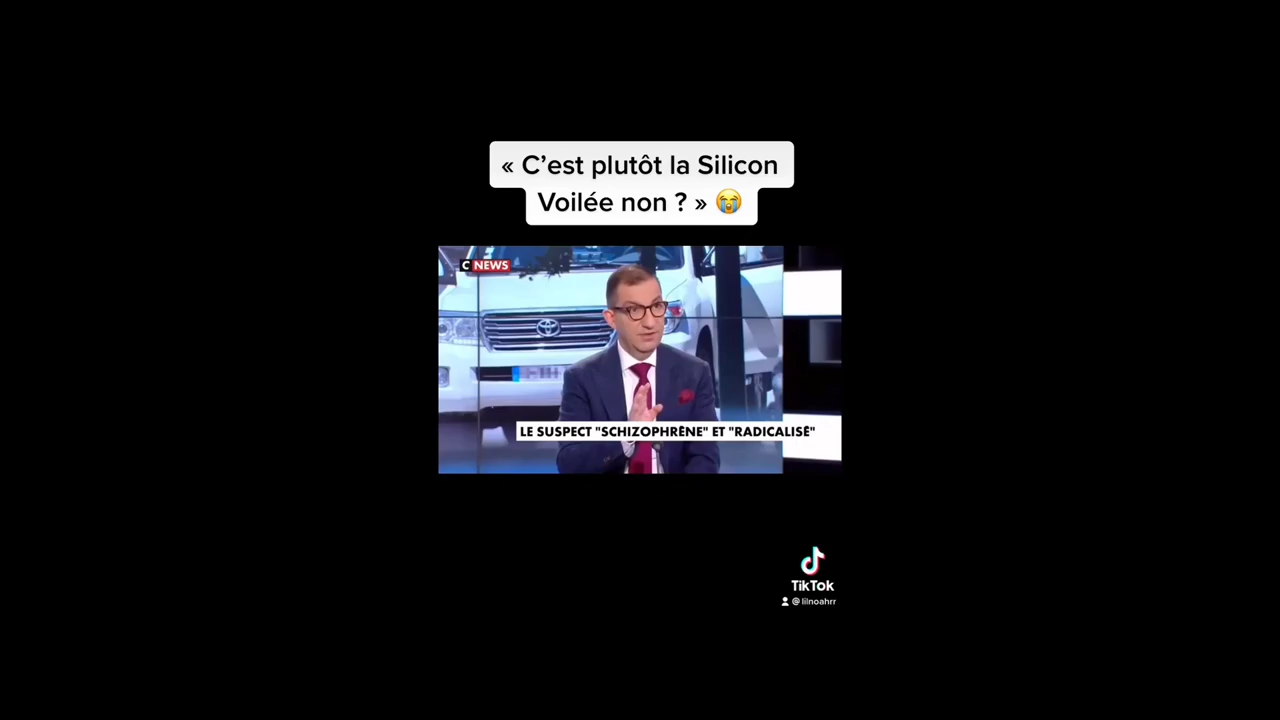 « C’est plutôt la Silicon
Voilée non ? » 😭
C NEWS
LE SUSPECT "SCHIZOPHRÈNE" ET "RADICALISÉ"
TikTok
@ lilnoahrr